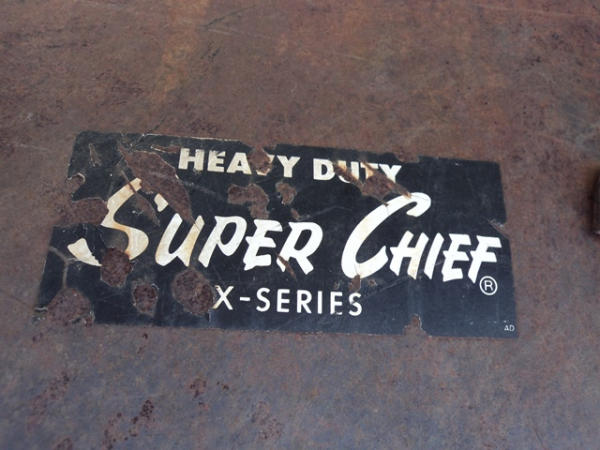 HEAVY DUTY
SUPER CHIEF®
X-SERIES
AD